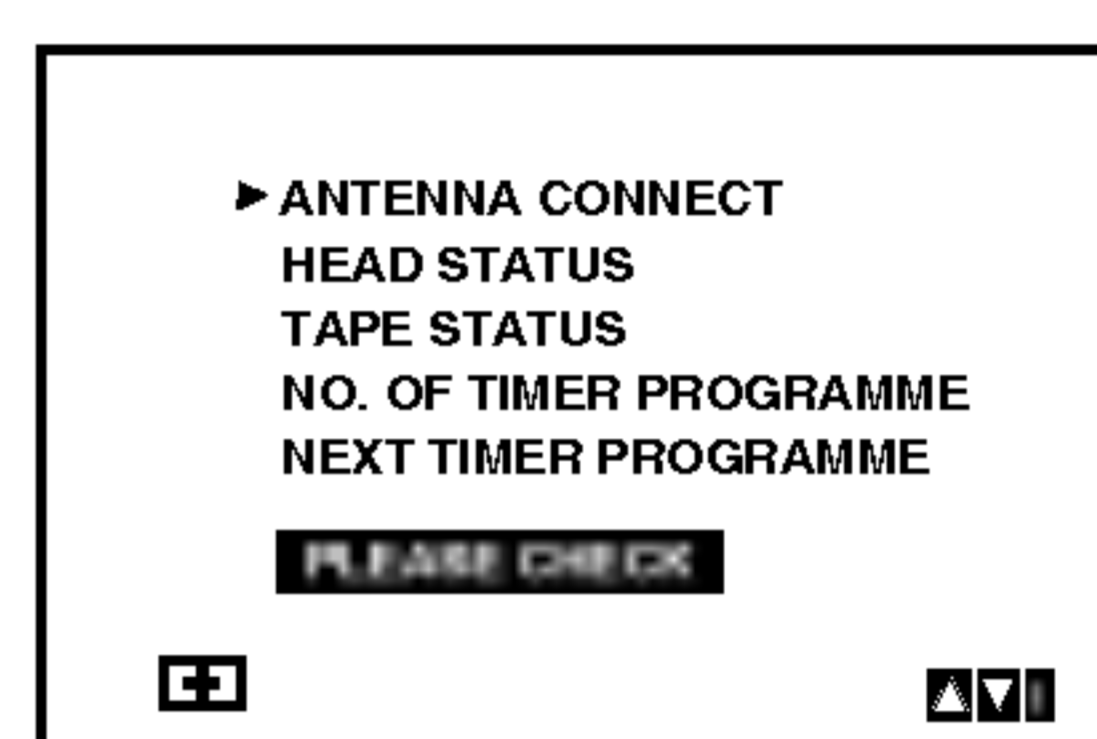 ANTENNA CONNECT
HEAD STATUS
TAPE STATUS
NO. OF TIMER PROGRAMME
NEXT TIMER PROGRAMME
PLEASE CHECK